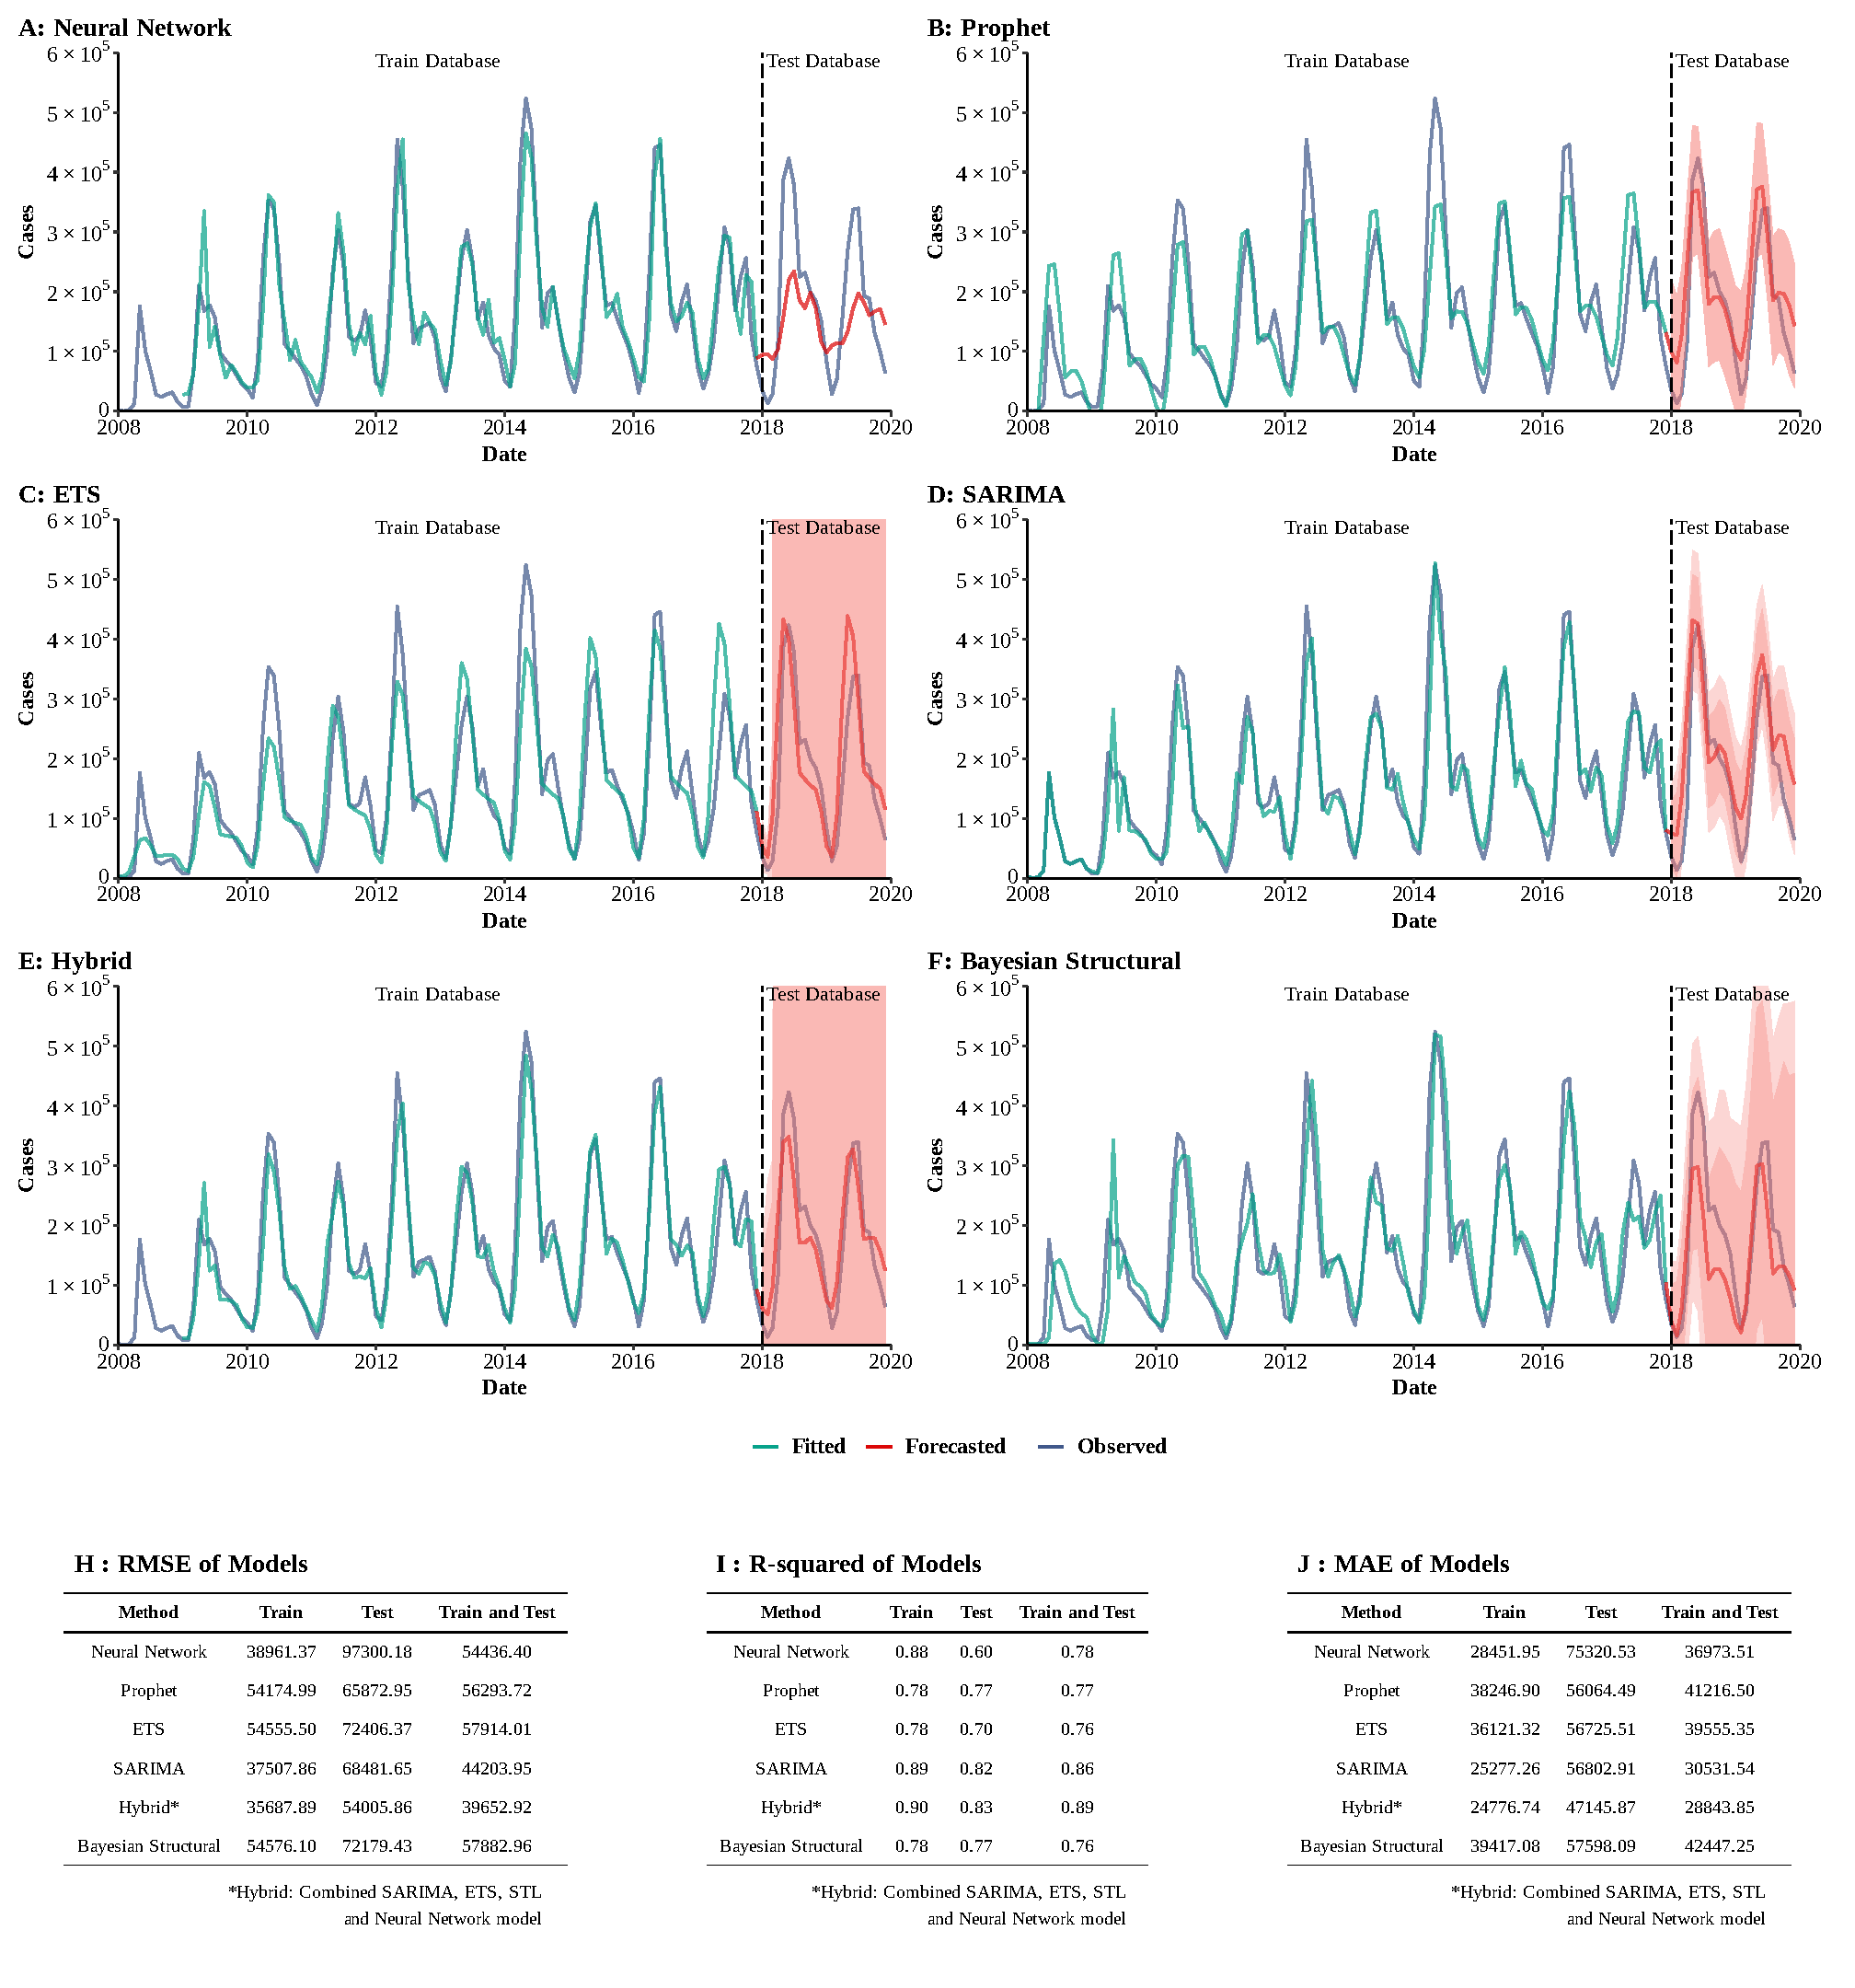 A: Neural Network
6 × 10^5
5 × 10^5
4 × 10^5
3 × 10^5
2 × 10^5
1 × 10^5
0
Cases
Train Database
Test Database
2008 2010 2012 2014 2016 2018 2020
Date
B: Prophet
6 × 10^5
5 × 10^5
4 × 10^5
3 × 10^5
2 × 10^5
1 × 10^5
0
Cases
Train Database
Test Database
2008 2010 2012 2014 2016 2018 2020
Date
C: ETS
6 × 10^5
5 × 10^5
4 × 10^5
3 × 10^5
2 × 10^5
1 × 10^5
0
Cases
Train Database
Test Database
2008 2010 2012 2014 2016 2018 2020
Date
D: SARIMA
6 × 10^5
5 × 10^5
4 × 10^5
3 × 10^5
2 × 10^5
1 × 10^5
0
Cases
Train Database
Test Database
2008 2010 2012 2014 2016 2018 2020
Date
E: Hybrid
6 × 10^5
5 × 10^5
4 × 10^5
3 × 10^5
2 × 10^5
1 × 10^5
0
Cases
Train Database
Test Database
2008 2010 2012 2014 2016 2018 2020
Date
F: Bayesian Structural
6 × 10^5
5 × 10^5
4 × 10^5
3 × 10^5
2 × 10^5
1 × 10^5
0
Cases
Train Database
Test Database
2008 2010 2012 2014 2016 2018 2020
Date
Fitted Forecasted Observed
H : RMSE of Models
Method Train Test Train and Test
Neural Network 38961.37 97300.18 54436.40
Prophet 54174.99 65872.95 56293.72
ETS 54555.50 72406.37 57914.01
SARIMA 37507.86 68481.65 44203.95
Hybrid* 35687.89 54005.86 39652.92
Bayesian Structural 54576.10 72179.43 57882.96
*Hybrid: Combined SARIMA, ETS, STL
and Neural Network model
I : R-squared of Models
Method Train Test Train and Test
Neural Network 0.88 0.60 0.78
Prophet 0.78 0.77 0.77
ETS 0.78 0.70 0.76
SARIMA 0.89 0.82 0.86
Hybrid* 0.90 0.83 0.89
Bayesian Structural 0.78 0.77 0.76
*Hybrid: Combined SARIMA, ETS, STL
and Neural Network model
J : MAE of Models
Method Train Test Train and Test
Neural Network 28451.95 75320.53 36973.51
Prophet 38246.90 56064.49 41216.50
ETS 36121.32 56725.51 39555.35
SARIMA 25277.26 56802.91 30531.54
Hybrid* 24776.74 47145.87 28843.85
Bayesian Structural 39417.08 57598.09 42447.25
*Hybrid: Combined SARIMA, ETS, STL
and Neural Network model